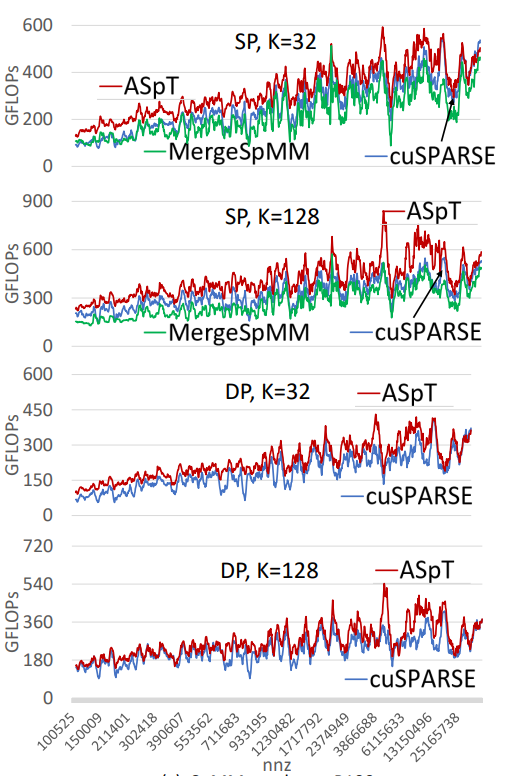 600
SP, K=32
400
ASpT
GFLOPs
200
MergeSpMM
cuSPARSE
0
900
ASpT
SP, K=128
600
GFLOPs
300
MergeSpMM
cuSPARSE
0
600
DP, K=32
ASpT
450
300
GFLOPs
150
cuSPARSE
0
720
DP, K=128
ASpT
540
360
GFLOPs
180
cuSPARSE
0
100525
150009
211401
302418
390607
553562
711683
933195
1230482
1717792
2374949
3866688
6115633
13150496
25165738
nnz